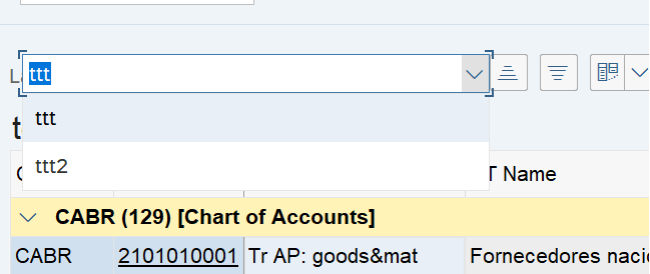 ttt
ttt
ttt2
T Name
CABR (129) [Chart of Accounts]
CABR 2101010001 Tr AP: goods&mat Fornecedores naci